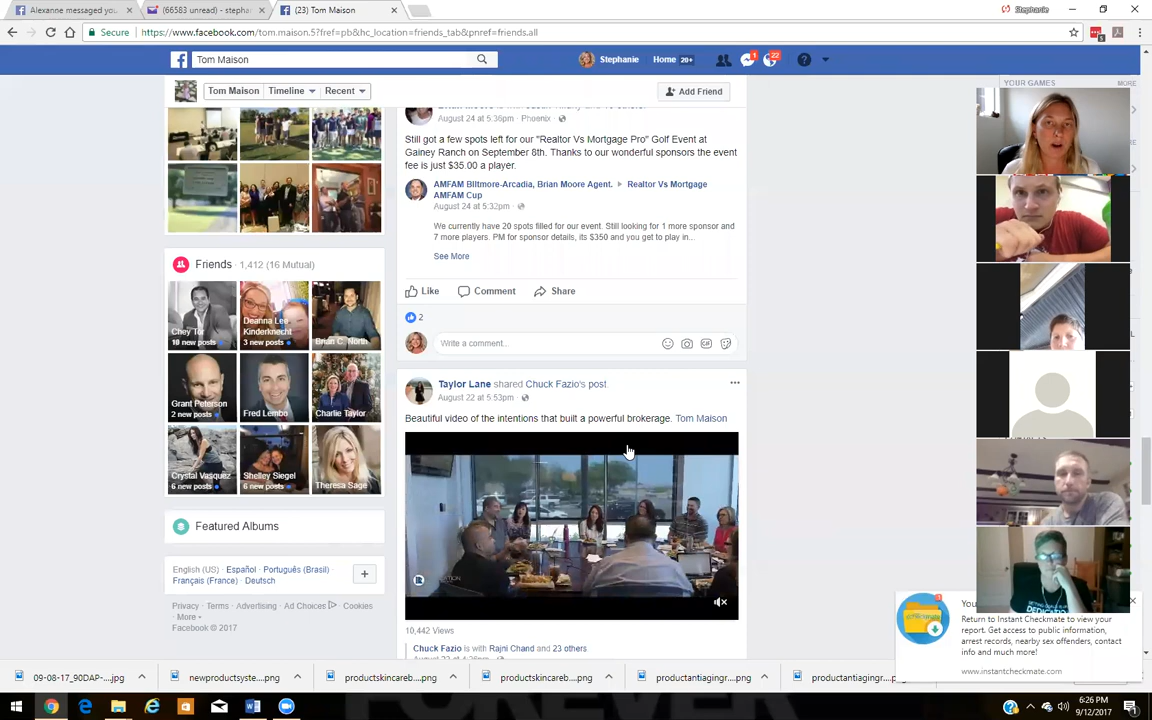 Alexanne messaged you
(66583 unread) - stephan
(23) Tom Maison
Stephanie
Secure
https://www.facebook.com/tom.maison.5?fref=pb&hc_location=friends_tab&pnref=friends.all
Tom Maison
Stephanie
Home 20+
1
22
Tom Maison
Timeline
Recent
Add Friend
YOUR GAMES
MORE
August 24 at 5:36pm · Phoenix ·
Still got a few spots left for our "Realtor Vs Mortgage Pro" Golf Event at
Gainey Ranch on September 8th. Thanks to our wonderful sponsors the event
fee is just $35.00 a player.
AMFAM BIltmore-Arcadia, Brian Moore Agent. ▸ Realtor Vs Mortgage
AMFAM Cup
August 24 at 5:32pm ·
We currently have 20 spots filled for our event. Still looking for 1 more sponsor and
7 more players. PM for sponsor details, its $350 and you get to play in...
See More
Like
Comment
Share
2
Write a comment...
Friends · 1,412 (16 Mutual)
Chey Tor
10 new posts
Deanna Lee
Kinderknecht
3 new posts
Brian C. North
Grant Peterson
2 new posts
Fred Lembo
Charlie Taylor
Crystal Vasquez
6 new posts
Shelley Siegel
6 new posts
Theresa Sage
Featured Albums
English (US) · Español · Português (Brasil) ·
Français (France) · Deutsch
Privacy · Terms · Advertising · Ad Choices · Cookies
· More
Facebook © 2017
Taylor Lane shared Chuck Fazio's post.
August 22 at 5:53pm ·
Beautiful video of the intentions that built a powerful brokerage. Tom Maison
10,442 Views
Chuck Fazio is with Rajni Chand and 23 others.
Return to Instant Checkmate to view your
report. Get access to public information,
arrest records, nearby sex offenders, contact
info and much more!
www.instantcheckmate.com
09-08-17_90DAP-....jpg
newproductsyste....png
productskincareb....png
productskincareb....png
productantiagingr....png
productantiagingr....png
6:26 PM
9/12/2017